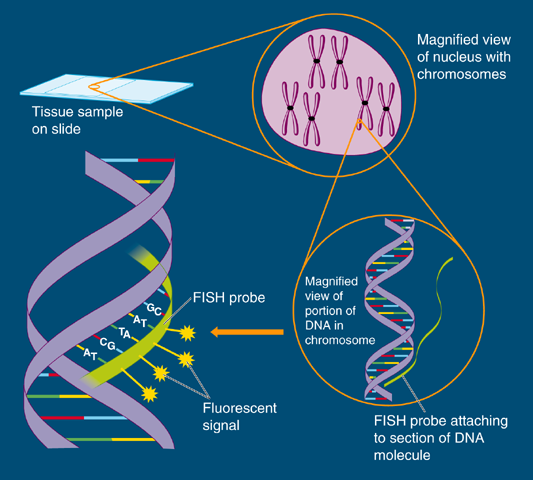 Magnified view
of nucleus with
chromosomes
Tissue sample
on slide
Magnified
view of
portion of
DNA in
chromosome
FISH probe
GC
AT
TA
CG
AT
Fluorescent
signal
FISH probe attaching
to section of DNA
molecule